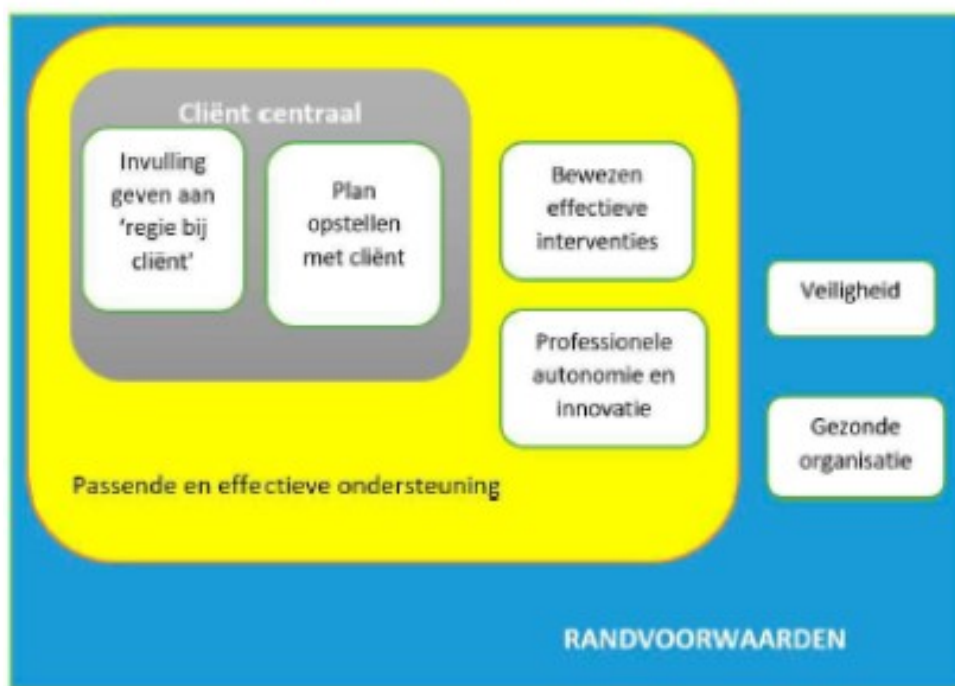 Cliënt centraal
Invulling
geven aan
'regie bij
cliënt'
Plan
opstellen
met cliënt
Bewezen
effectieve
interventies
Professionele
autonomie en
innovatie
Passende en effectieve ondersteuning
Veiligheid
Gezonde
organisatie
RANDVOORWAARDEN